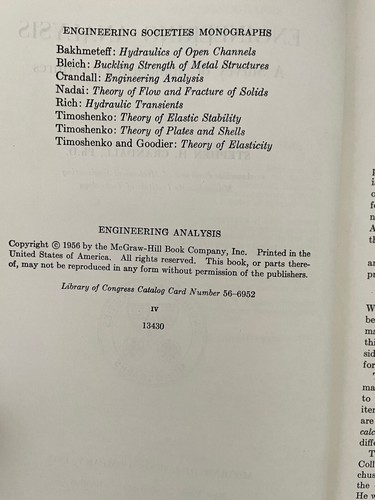 ENGINEERING SOCIETIES MONOGRAPHS
Bakhmeteff: Hydraulics of Open Channels
Bleich: Buckling Strength of Metal Structures
Crandall: Engineering Analysis
Nadai: Theory of Flow and Fracture of Solids
Rich: Hydraulic Transients
Timoshenko: Theory of Elastic Stability
Timoshenko: Theory of Plates and Shells
Timoshenko and Goodier: Theory of Elasticity
ENGINEERING ANALYSIS
Copyright © 1956 by the McGraw-Hill Book Company, Inc. Printed in the
United States of America. All rights reserved. This book, or parts there-
of, may not be reproduced in any form without permission of the publishers.
Library of Congress Catalog Card Number 56-6952
IV
13430